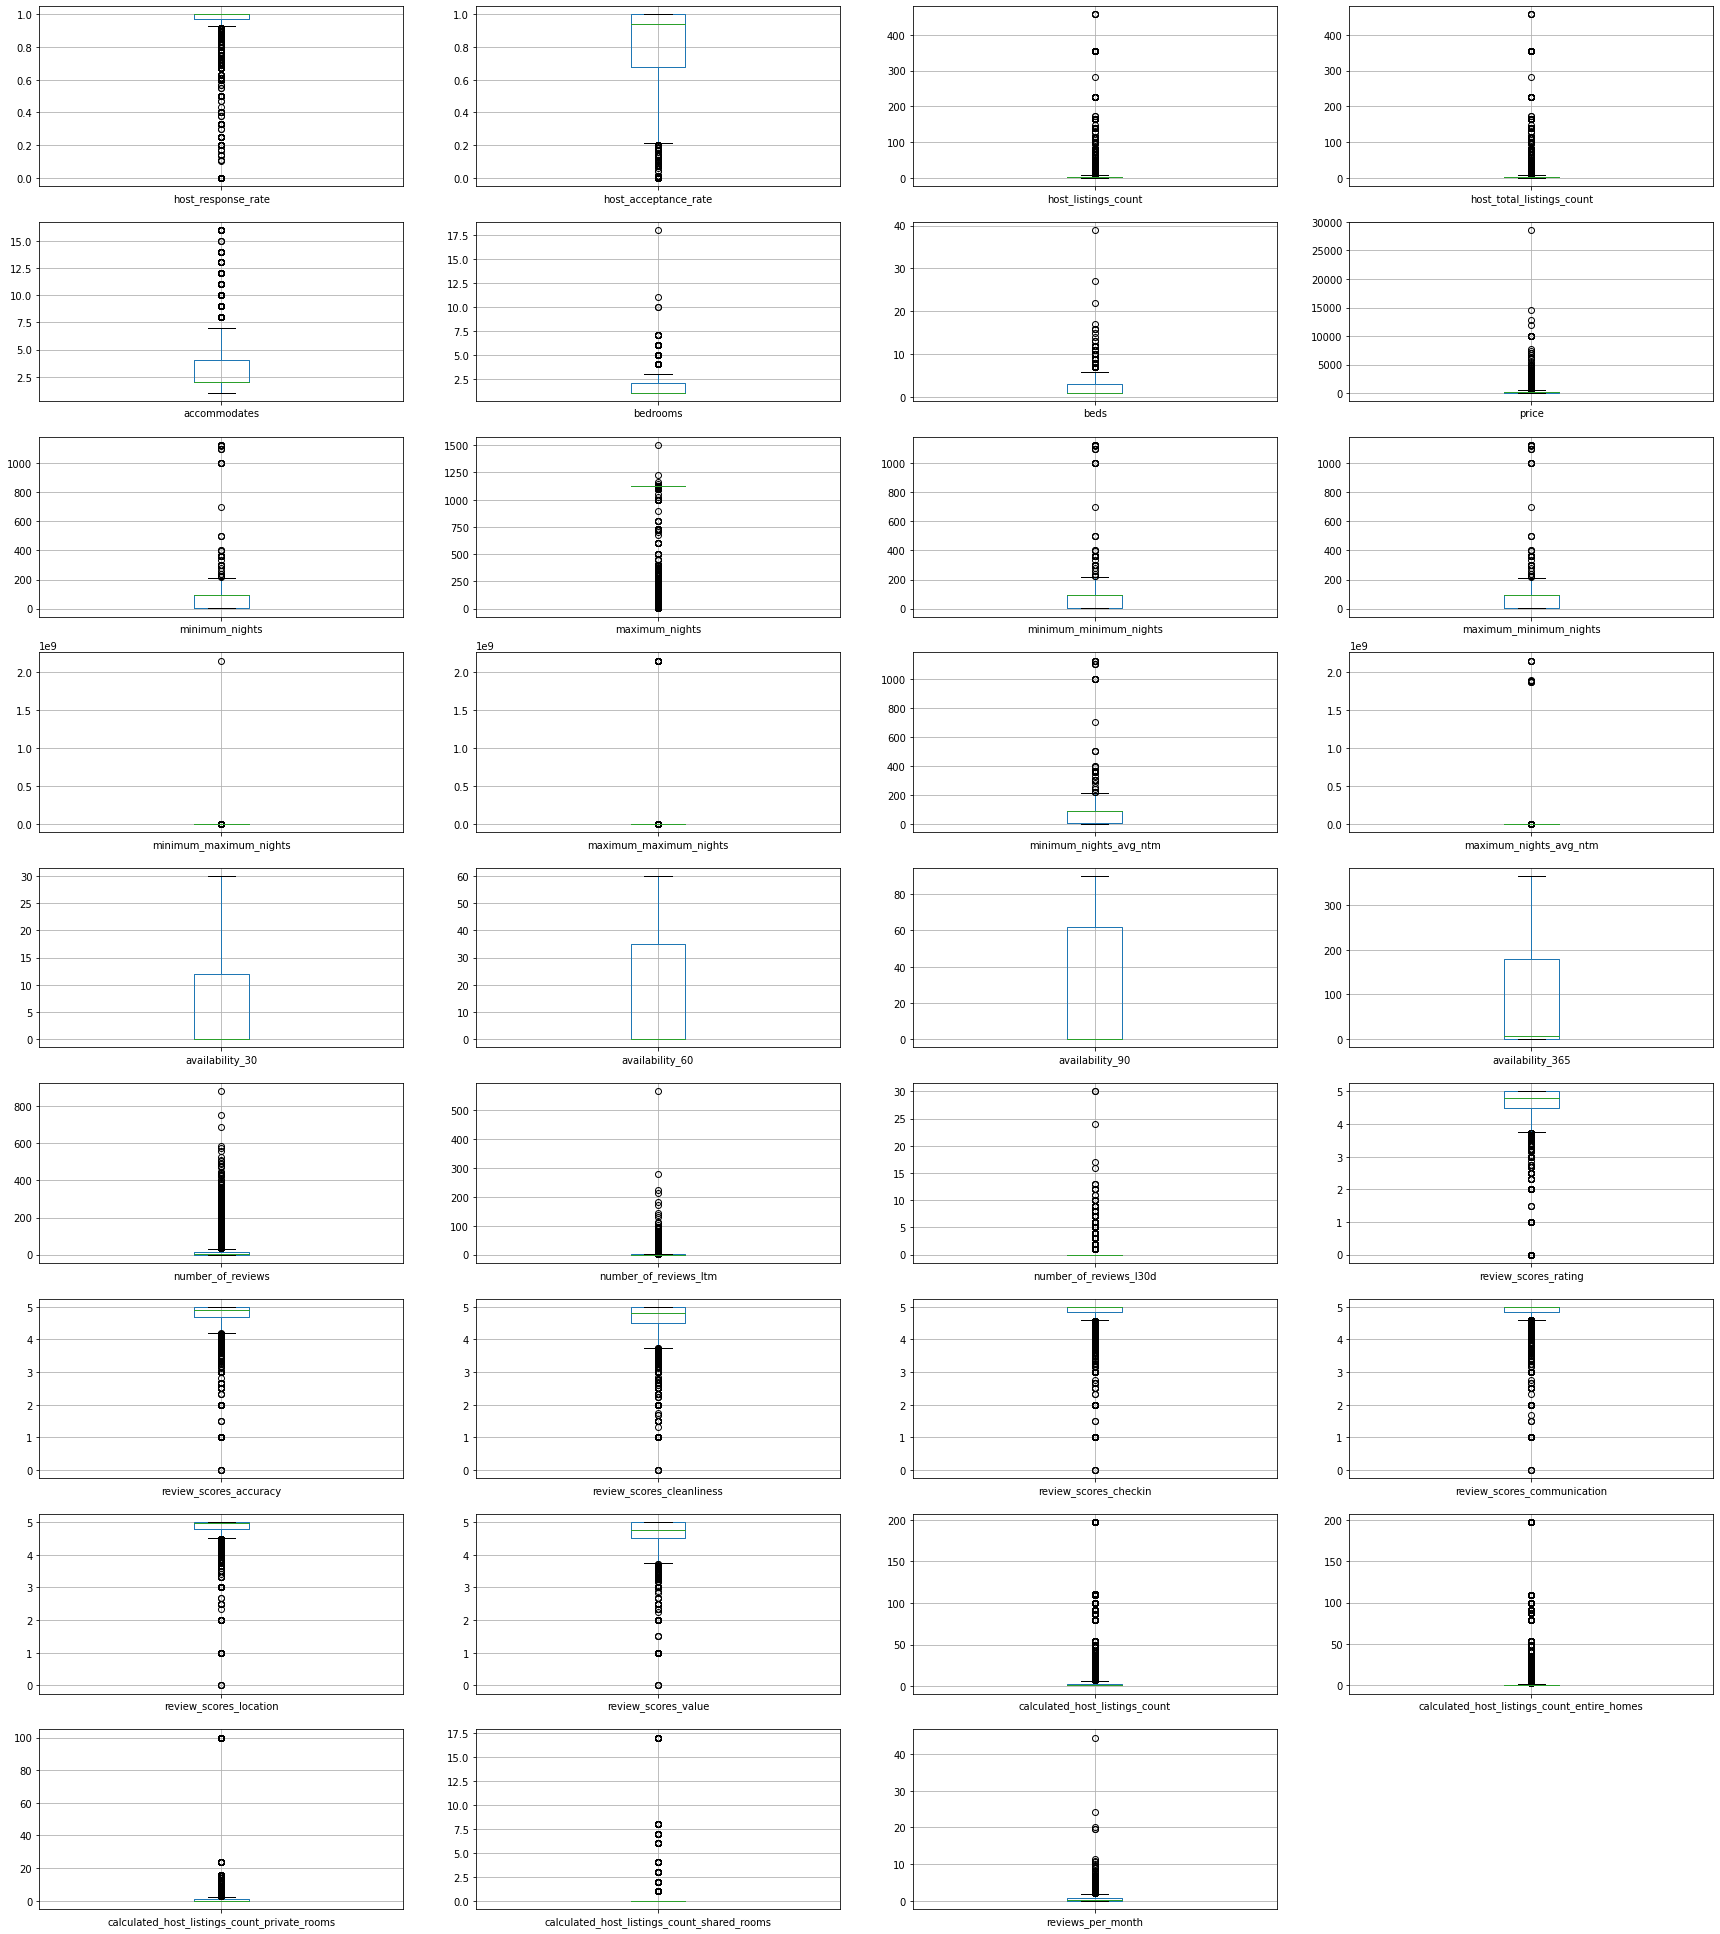 1.0 1.0 400 400
0.8 0.8 300 300
0.6 0.6 200 200
0.4 0.4 100 100
0.2 0.2 0 0
0.0 0.0
host_response_rate host_acceptance_rate host_listings_count host_total_listings_count
15.0 17.5 40 30000
12.5 15.0 30 25000
10.0 12.5 20 20000
7.5 10.0 10 15000
5.0 7.5 0 10000
2.5 5.0 5000
2.5 0
accommodates bedrooms beds price
1000 1500 1000 1000
800 1250 800 800
600 1000 600 600
400 750 400 400
200 500 200 200
0 250 0 0
0
minimum_nights maximum_nights minimum_minimum_nights maximum_minimum_nights
1e9 1e9 1e9
2.0 2.0 1000 2.0
1.5 1.5 800 1.5
1.0 1.0 600 1.0
0.5 0.5 400 0.5
0.0 0.0 200 0.0
0
minimum_maximum_nights maximum_maximum_nights minimum_nights_avg_ntm maximum_nights_avg_ntm
30 60 80 300
25 50 60 200
20 40 40 100
15 30 20 0
10 20 0
5 10
0 0
availability_30 availability_60 availability_90 availability_365
800 500 30 5
600 400 25 4
400 300 20 3
200 200 15 2
0 100 10 1
0 5 0
0
number_of_reviews number_of_reviews_ltm number_of_reviews_l30d review_scores_rating
5 5 5 5
4 4 4 4
3 3 3 3
2 2 2 2
1 1 1 1
0 0 0 0
review_scores_accuracy review_scores_cleanliness review_scores_checkin review_scores_communication
5 5 200 200
4 4 150 150
3 3 100 100
2 2 50 50
1 1 0 0
0 0
review_scores_location review_scores_value calculated_host_listings_count calculated_host_listings_count_entire_homes
100 17.5 40
80 15.0 30
60 12.5 20
40 10.0 10
20 7.5 0
0 5.0
2.5
0.0
calculated_host_listings_count_private_rooms calculated_host_listings_count_shared_rooms reviews_per_month